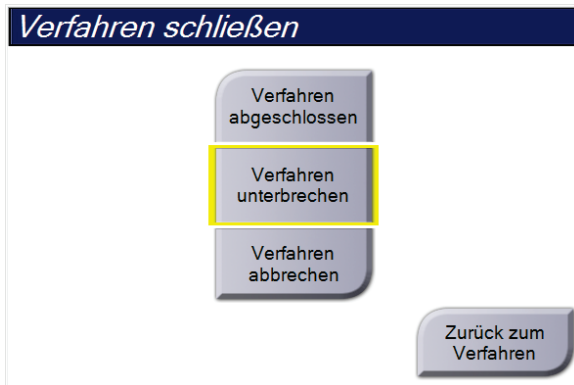 Verfahren schließen
Verfahren
abgeschlossen
Verfahren
unterbrechen
Verfahren
abbrechen
Zurück zum
Verfahren